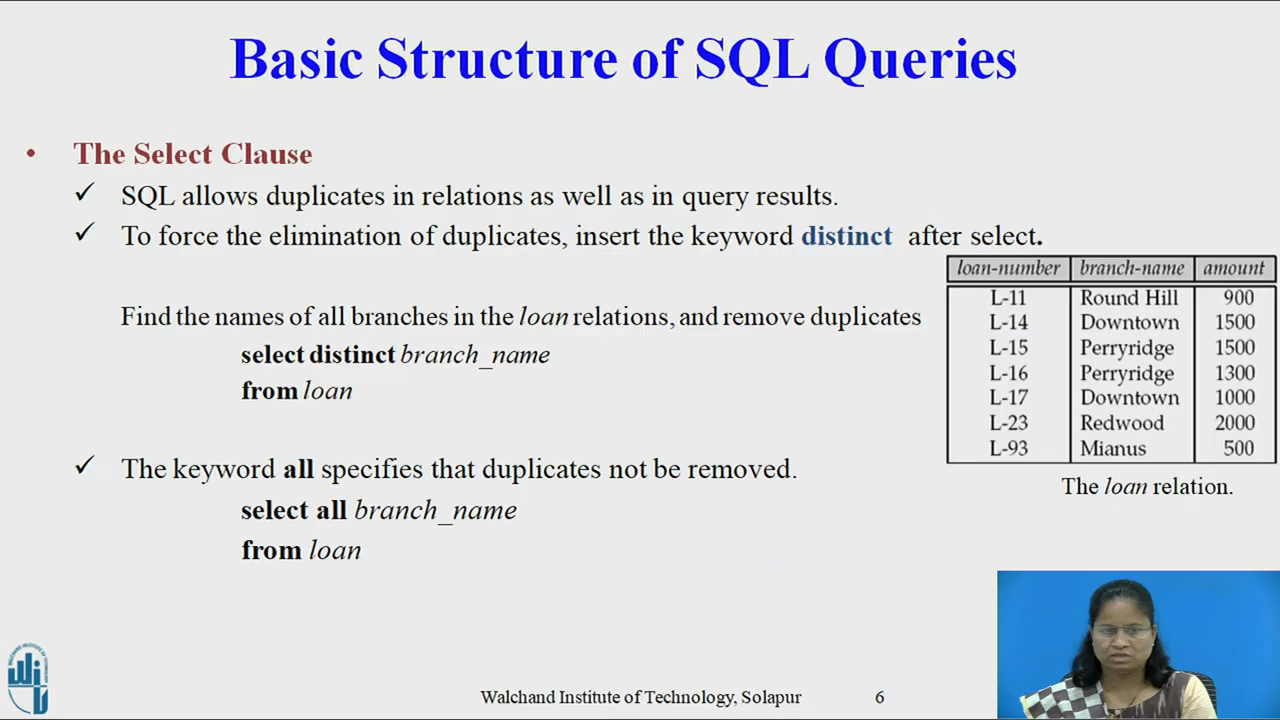 Basic Structure of SQL Queries
• The Select Clause
✓ SQL allows duplicates in relations as well as in query results.
✓ To force the elimination of duplicates, insert the keyword distinct after select.
Find the names of all branches in the loan relations, and remove duplicates
select distinct branch_name
from loan
✓ The keyword all specifies that duplicates not be removed.
select all branch_name
from loan
loan-number branch-name amount
L-11 Round Hill 900
L-14 Downtown 1500
L-15 Perryridge 1500
L-16 Perryridge 1300
L-17 Downtown 1000
L-23 Redwood 2000
L-93 Mianus 500
The loan relation.
Walchand Institute of Technology, Solapur 6